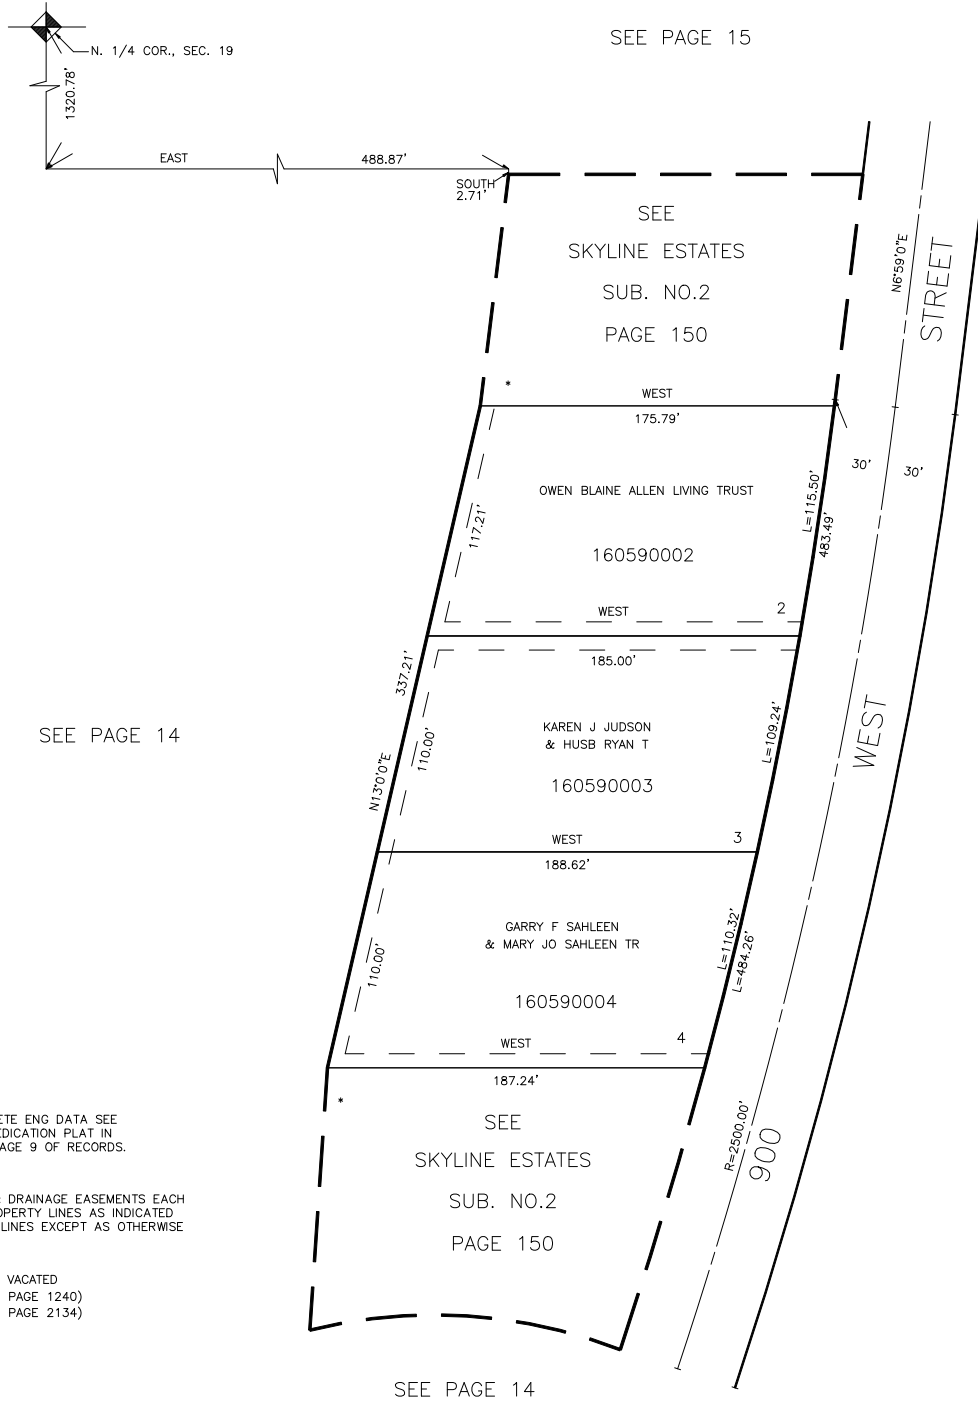 SEE PAGE 15
N. 1/4 COR., SEC. 19
1320.78'
EAST
488.87'
SOUTH
2.71'
SEE
SKYLINE ESTATES
SUB. NO.2
PAGE 150
N6°59'0"E
STREET
*
WEST
175.79'
30'
30'
OWEN BLAINE ALLEN LIVING TRUST
L=115.50'
483.49'
117.21'
160590002
WEST
2
185.00'
337.21'
KAREN J JUDSON
& HUSB RYAN T
L=109.24'
WEST
SEE PAGE 14
110.00'
N13°0'0"E
160590003
WEST
3
188.62'
GARRY F SAHLEEN
& MARY JO SAHLEEN TR
L=110.32'
L=484.26'
110.00'
160590004
WEST
4
187.24'
*
ETE ENG DATA SEE
EDICATION PLAT IN
AGE 9 OF RECORDS.
SEE
SKYLINE ESTATES
SUB. NO.2
PAGE 150
R=2500.00'
900
DRAINAGE EASEMENTS EACH
OPERTY LINES AS INDICATED
LINES EXCEPT AS OTHERWISE
VACATED
PAGE 1240)
PAGE 2134)
SEE PAGE 14